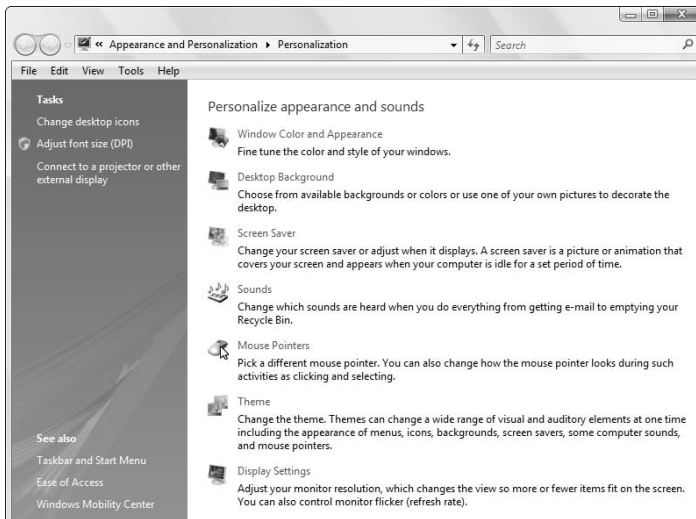 « Appearance and Personalization ▸ Personalization
Search
File Edit View Tools Help
Tasks
Change desktop icons
Adjust font size (DPI)
Connect to a projector or other
external display
See also
Taskbar and Start Menu
Ease of Access
Windows Mobility Center
Personalize appearance and sounds
Window Color and Appearance
Fine tune the color and style of your windows.
Desktop Background
Choose from available backgrounds or colors or use one of your own pictures to decorate the
desktop.
Screen Saver
Change your screen saver or adjust when it displays. A screen saver is a picture or animation that
covers your screen and appears when your computer is idle for a set period of time.
Sounds
Change which sounds are heard when you do everything from getting e-mail to emptying your
Recycle Bin.
Mouse Pointers
Pick a different mouse pointer. You can also change how the mouse pointer looks during such
activities as clicking and selecting.
Theme
Change the theme. Themes can change a wide range of visual and auditory elements at one time
including the appearance of menus, icons, backgrounds, screen savers, some computer sounds,
and mouse pointers.
Display Settings
Adjust your monitor resolution, which changes the view so more or fewer items fit on the screen.
You can also control monitor flicker (refresh rate).